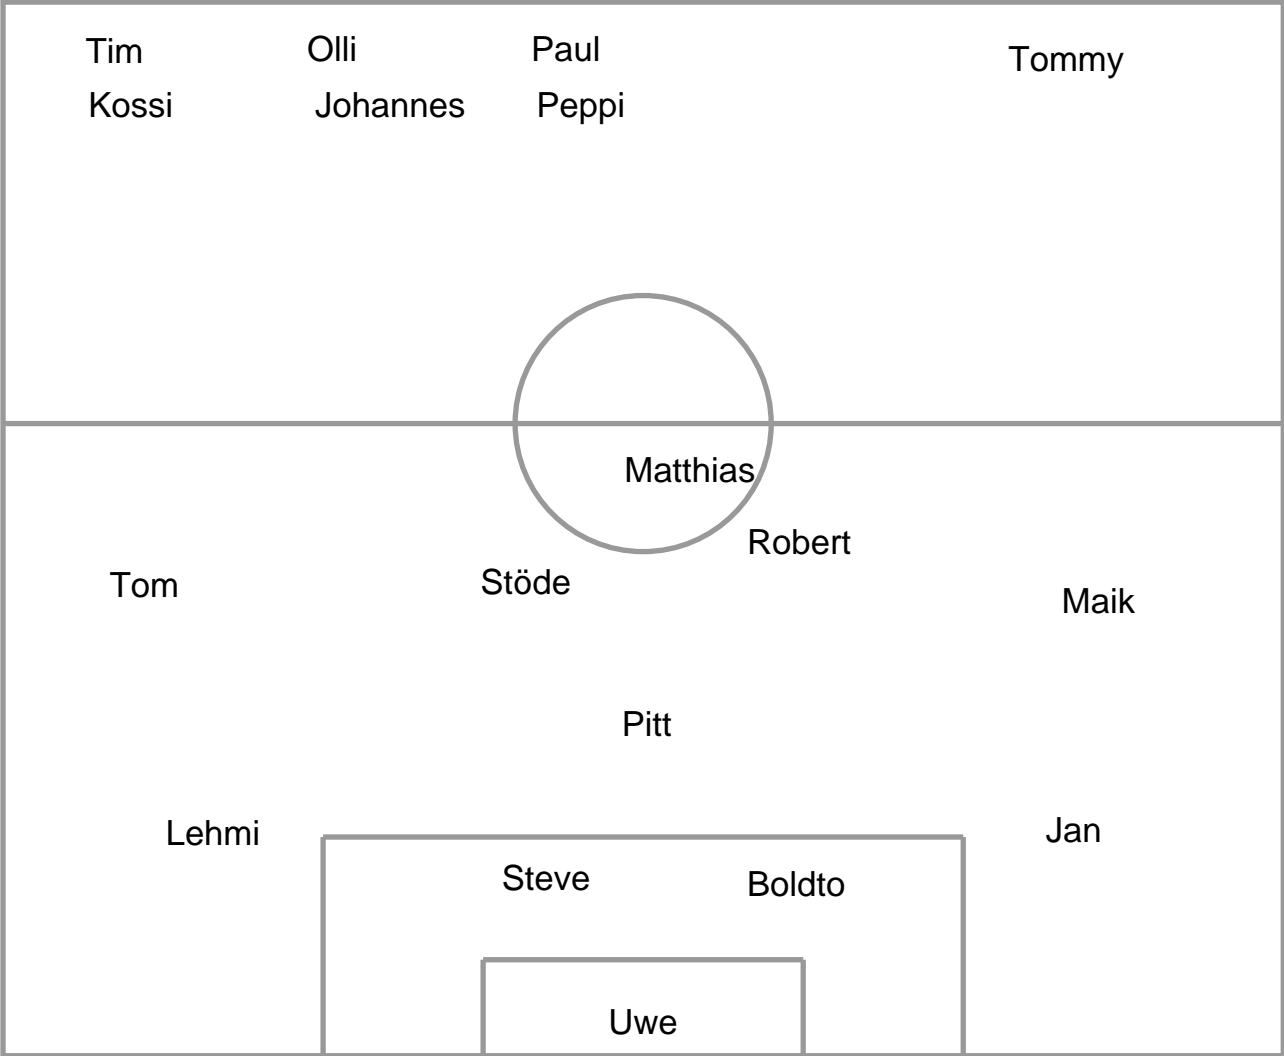 Tim Olli Paul Tommy
Kossi Johannes Peppi
Matthias
Robert
Tom Stöde Maik
Pitt
Lehmi Jan
Steve Boldto
Uwe